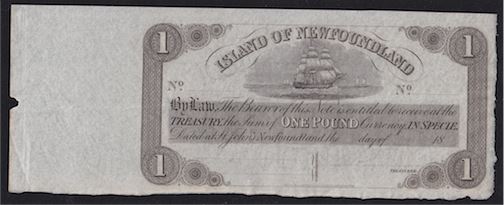 1 ISLAND OF NEWFOUNDLAND 1
No No
By Law, The Bearer of this Note is entitled to receive at the
TREASURY, the Sum of ONE POUND Currency, IN SPECIE.
Dated at St. John's Newfoundland the day of 18
1 1
TREASURER